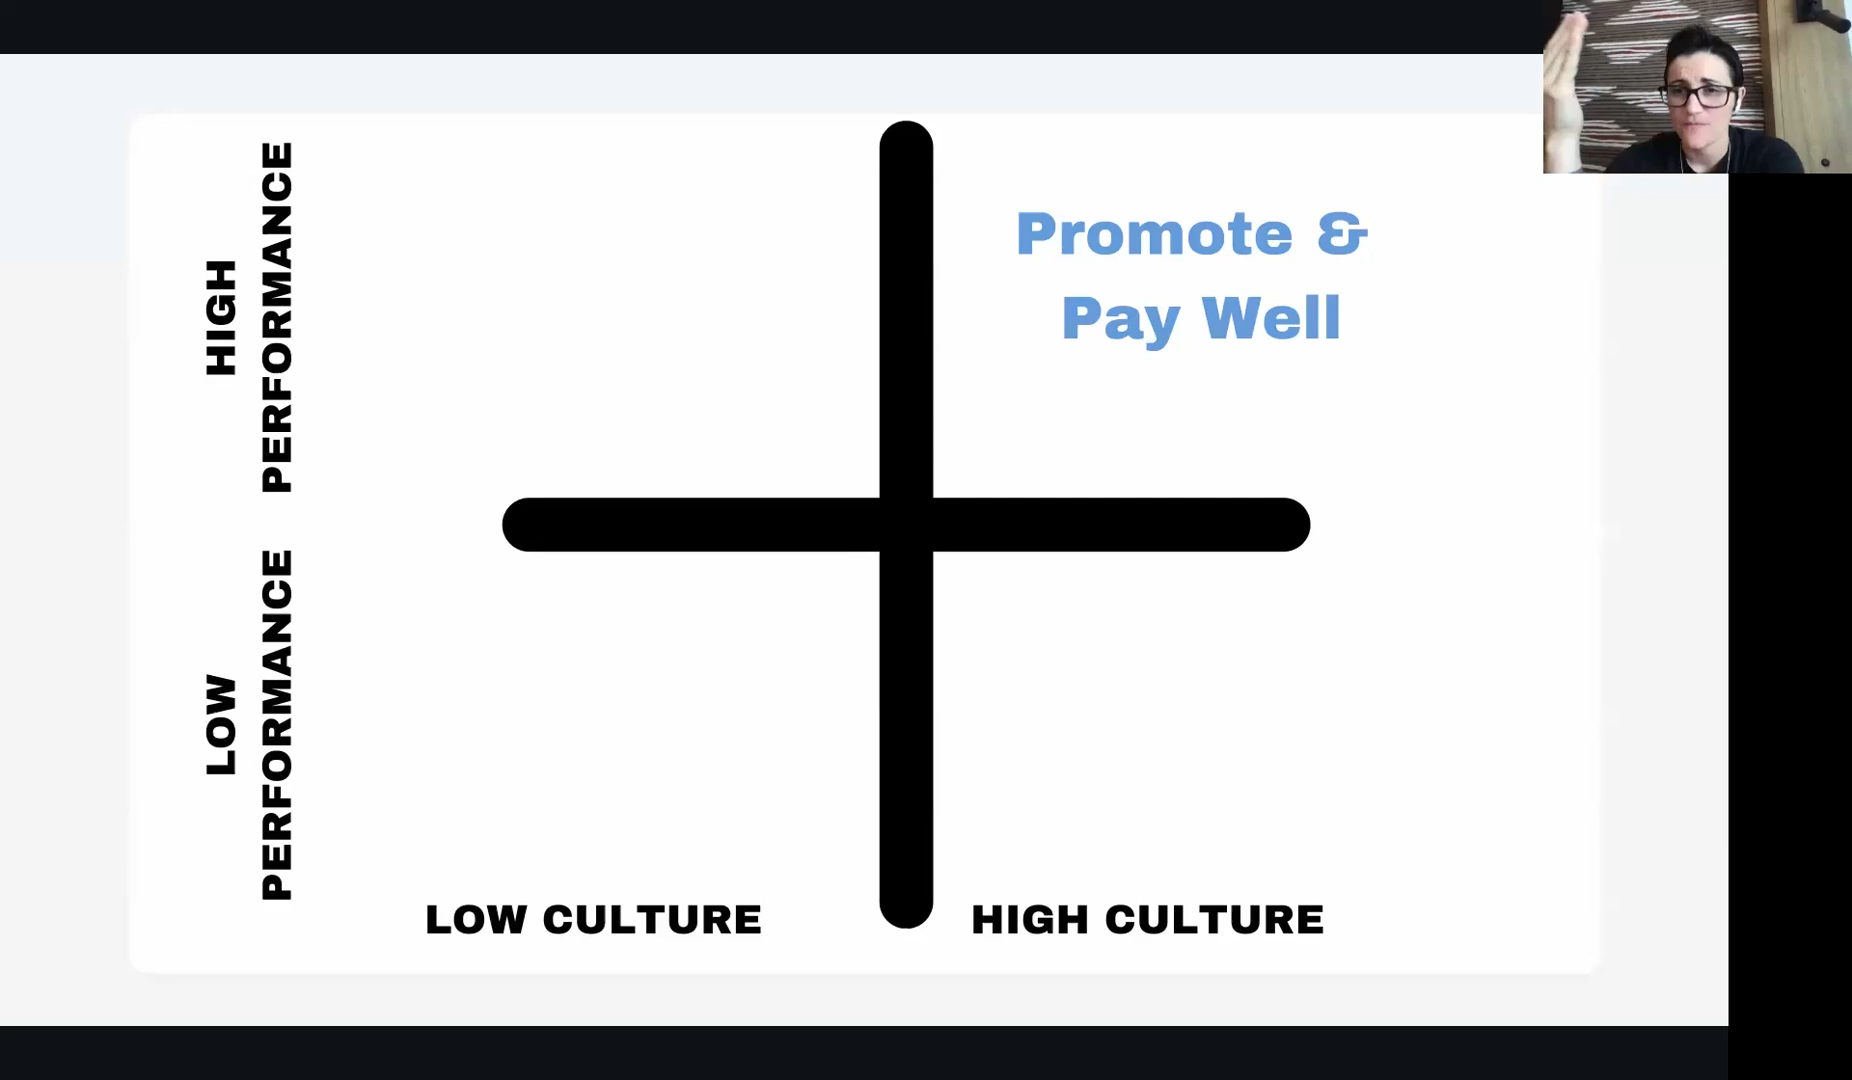 HIGH
PERFORMANCE
Promote &
Pay Well
LOW
PERFORMANCE
LOW CULTURE
HIGH CULTURE